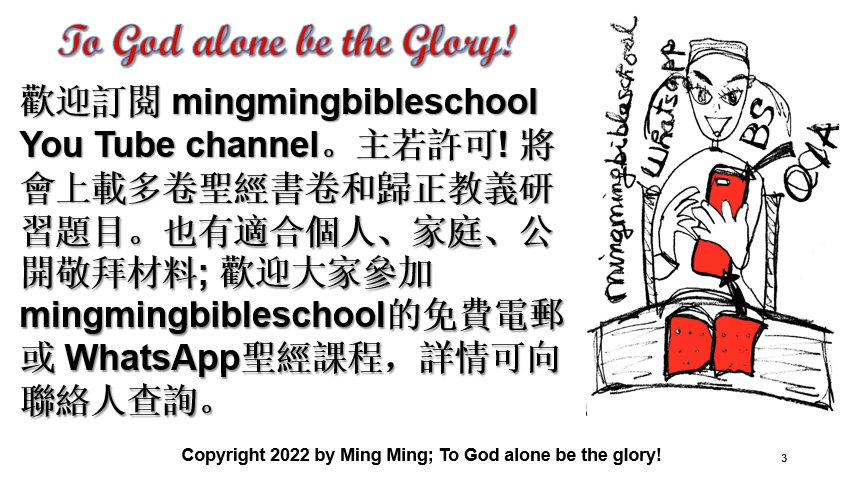 To God alone be the Glory!
歡迎訂閱 mingmingbibleschool
You Tube channel。主若許可! 將
會上載多卷聖經書卷和歸正教義研
習題目。也有適合個人、家庭、公
開敬拜材料; 歡迎大家參加
mingmingbibleschool的免費電郵
或 WhatsApp聖經課程，詳情可向
聯絡人查詢。
mingmingbibleschool
Whatsapp
BS
Q&A
Copyright 2022 by Ming Ming; To God alone be the glory!
3